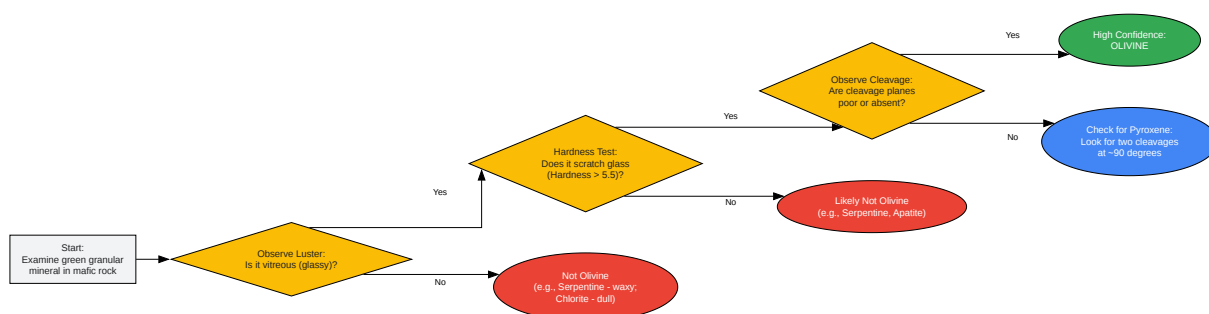 Start:
Examine green granular
mineral in mafic rock
Observe Luster:
Is it vitreous (glassy)?
Yes
No
Not Olivine
(e.g., Serpentine - waxy;
Chlorite - dull)
Hardness Test:
Does it scratch glass
(Hardness > 5.5)?
Yes
No
Likely Not Olivine
(e.g., Serpentine, Apatite)
Observe Cleavage:
Are cleavage planes
poor or absent?
Yes
No
High Confidence:
OLIVINE
Check for Pyroxene:
Look for two cleavages
at ~90 degrees